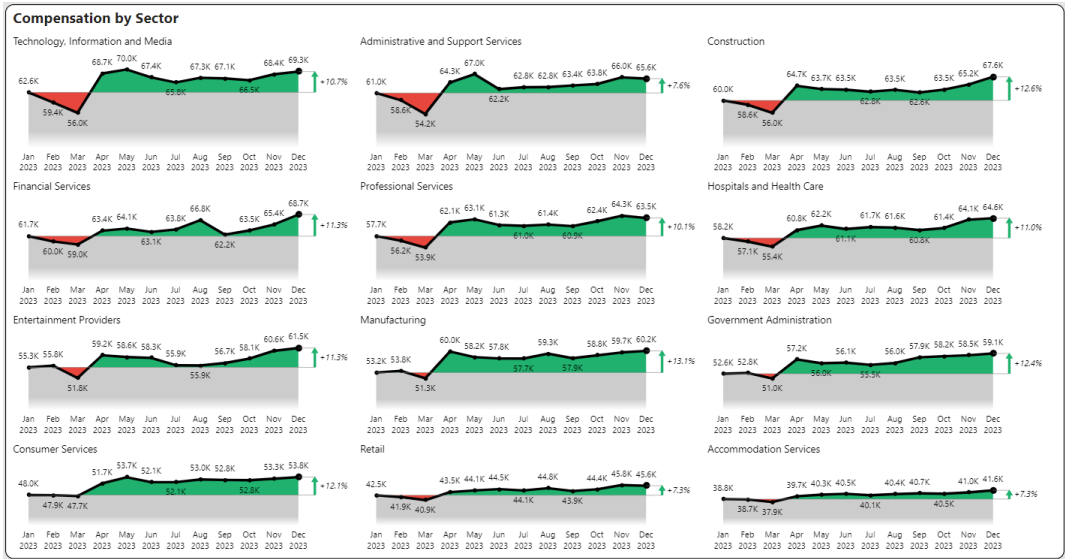 Compensation by Sector
Technology, Information and Media
62.6K 59.4K 56.0K 68.7K 70.0K 67.4K 65.8K 67.3K 67.1K 66.5K 68.4K 69.3K
+10.7%
Jan Feb Mar Apr May Jun Jul Aug Sep Oct Nov Dec
2023 2023 2023 2023 2023 2023 2023 2023 2023 2023 2023 2023
Administrative and Support Services
61.0K 58.6K 54.2K 64.3K 67.0K 62.2K 62.8K 62.8K 63.4K 63.8K 66.0K 65.6K
+7.6%
Jan Feb Mar Apr May Jun Jul Aug Sep Oct Nov Dec
2023 2023 2023 2023 2023 2023 2023 2023 2023 2023 2023 2023
Construction
60.0K 58.6K 56.0K 64.7K 63.7K 63.5K 62.8K 63.5K 62.6K 63.5K 65.2K 67.6K
+12.6%
Jan Feb Mar Apr May Jun Jul Aug Sep Oct Nov Dec
2023 2023 2023 2023 2023 2023 2023 2023 2023 2023 2023 2023
Financial Services
61.7K 60.0K 59.0K 63.4K 64.1K 63.1K 63.8K 66.8K 62.2K 63.5K 65.4K 68.7K
+11.3%
Jan Feb Mar Apr May Jun Jul Aug Sep Oct Nov Dec
2023 2023 2023 2023 2023 2023 2023 2023 2023 2023 2023 2023
Professional Services
57.7K 56.2K 53.9K 62.1K 63.1K 61.3K 61.0K 61.4K 60.9K 62.4K 64.3K 63.5K
+10.1%
Jan Feb Mar Apr May Jun Jul Aug Sep Oct Nov Dec
2023 2023 2023 2023 2023 2023 2023 2023 2023 2023 2023 2023
Hospitals and Health Care
58.2K 57.1K 55.4K 60.8K 62.2K 61.1K 61.7K 61.6K 60.8K 61.4K 64.1K 64.6K
+11.0%
Jan Feb Mar Apr May Jun Jul Aug Sep Oct Nov Dec
2023 2023 2023 2023 2023 2023 2023 2023 2023 2023 2023 2023
Entertainment Providers
55.3K 55.8K 51.8K 59.2K 58.6K 58.3K 55.9K 55.9K 56.7K 58.1K 60.6K 61.5K
+11.3%
Jan Feb Mar Apr May Jun Jul Aug Sep Oct Nov Dec
2023 2023 2023 2023 2023 2023 2023 2023 2023 2023 2023 2023
Manufacturing
53.2K 53.8K 51.3K 60.0K 58.2K 57.8K 57.7K 59.3K 57.9K 58.8K 59.7K 60.2K
+13.1%
Jan Feb Mar Apr May Jun Jul Aug Sep Oct Nov Dec
2023 2023 2023 2023 2023 2023 2023 2023 2023 2023 2023 2023
Government Administration
52.6K 52.8K 51.0K 57.2K 56.0K 56.1K 55.5K 56.0K 57.9K 58.2K 58.5K 59.1K
+12.4%
Jan Feb Mar Apr May Jun Jul Aug Sep Oct Nov Dec
2023 2023 2023 2023 2023 2023 2023 2023 2023 2023 2023 2023
Consumer Services
48.0K 47.9K 47.7K 51.7K 53.7K 52.1K 52.1K 53.0K 52.8K 52.8K 53.3K 53.8K
+12.1%
Jan Feb Mar Apr May Jun Jul Aug Sep Oct Nov Dec
2023 2023 2023 2023 2023 2023 2023 2023 2023 2023 2023 2023
Retail
42.5K 41.9K 40.9K 43.5K 44.1K 44.5K 44.1K 44.8K 43.9K 44.4K 45.8K 45.6K
+7.3%
Jan Feb Mar Apr May Jun Jul Aug Sep Oct Nov Dec
2023 2023 2023 2023 2023 2023 2023 2023 2023 2023 2023 2023
Accommodation Services
38.8K 38.7K 37.9K 39.7K 40.3K 40.5K 40.1K 40.4K 40.7K 40.5K 41.0K 41.6K
+7.3%
Jan Feb Mar Apr May Jun Jul Aug Sep Oct Nov Dec
2023 2023 2023 2023 2023 2023 2023 2023 2023 2023 2023 2023